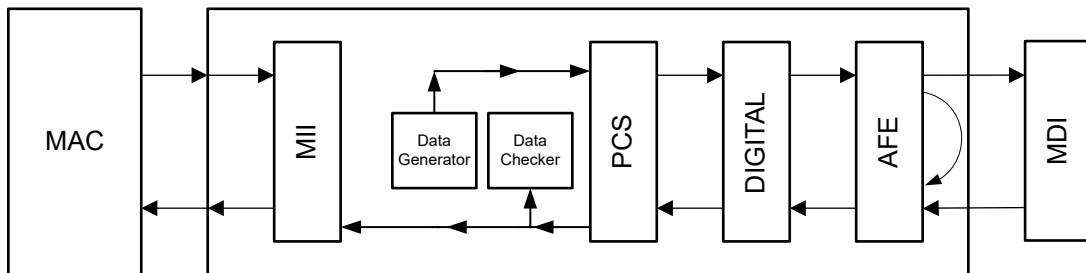 MAC
MII
Data
Generator
Data
Checker
PCS
DIGITAL
AFE
MDI